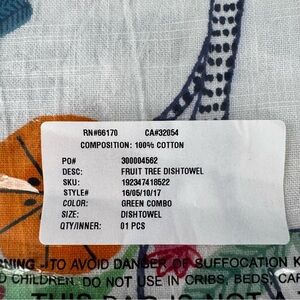 RN#66170 CA#32054
COMPOSITION: 100% COTTON
PO# 300004562
DESC: FRUIT TREE DISHTOWEL
SKU: 192347418522
STYLE# 16/05/10/17
COLOR: GREEN COMBO
SIZE: DISHTOWEL
QTY/INNER: 01 PCS
TO AVOID DANGER OF SUFFOCATION K
CHILDREN. DO NOT USE IN CRIBS, BEDS, CAR